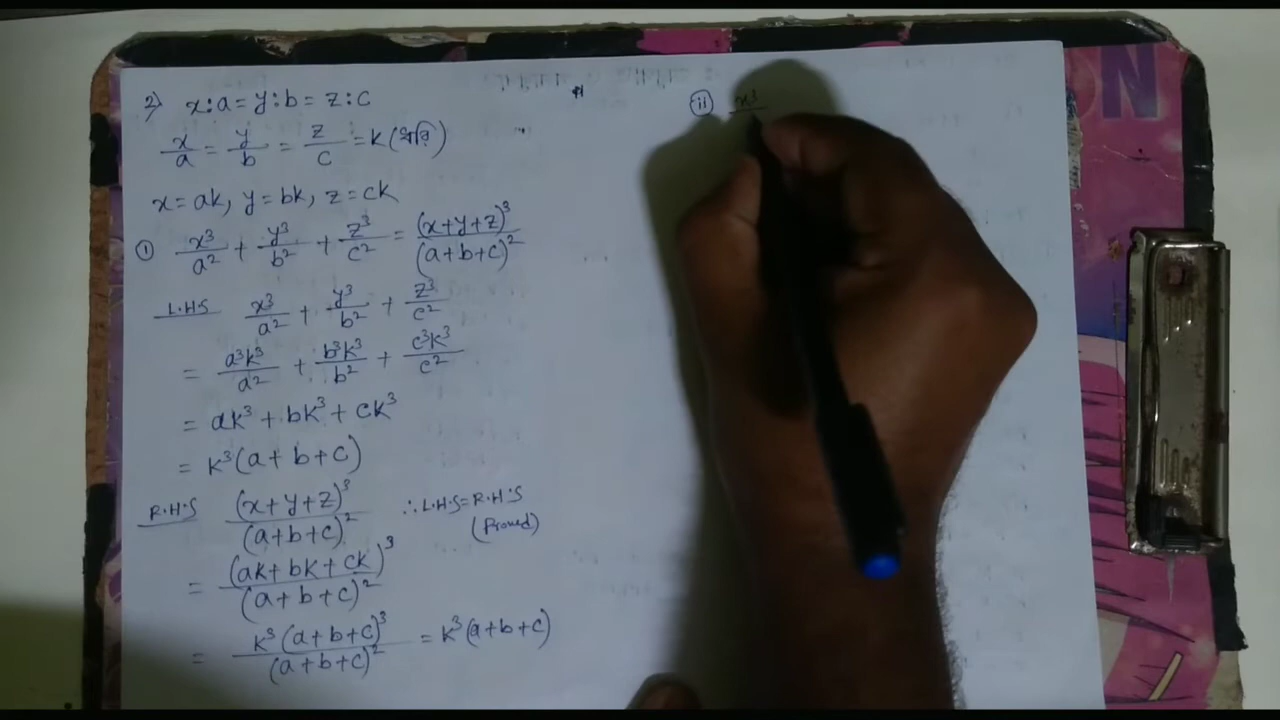 2) x:a = y:b = z:c
x/a = y/b = z/c = k (ধরি)
x = ak, y = bk, z = ck
① x³/a² + y³/b² + z³/c² = (x+y+z)³/(a+b+c)²
L.H.S x³/a² + y³/b² + z³/c²
= a³k³/a² + b³k³/b² + c³k³/c²
= ak³ + bk³ + ck³
= k³(a+b+c)
R.H.S (x+y+z)³/(a+b+c)²
∴ L.H.S = R.H.S
(Proved)
= (ak+bk+ck)³/(a+b+c)²
= k³(a+b+c)³/(a+b+c)² = k³(a+b+c)
ⅱ x³
N